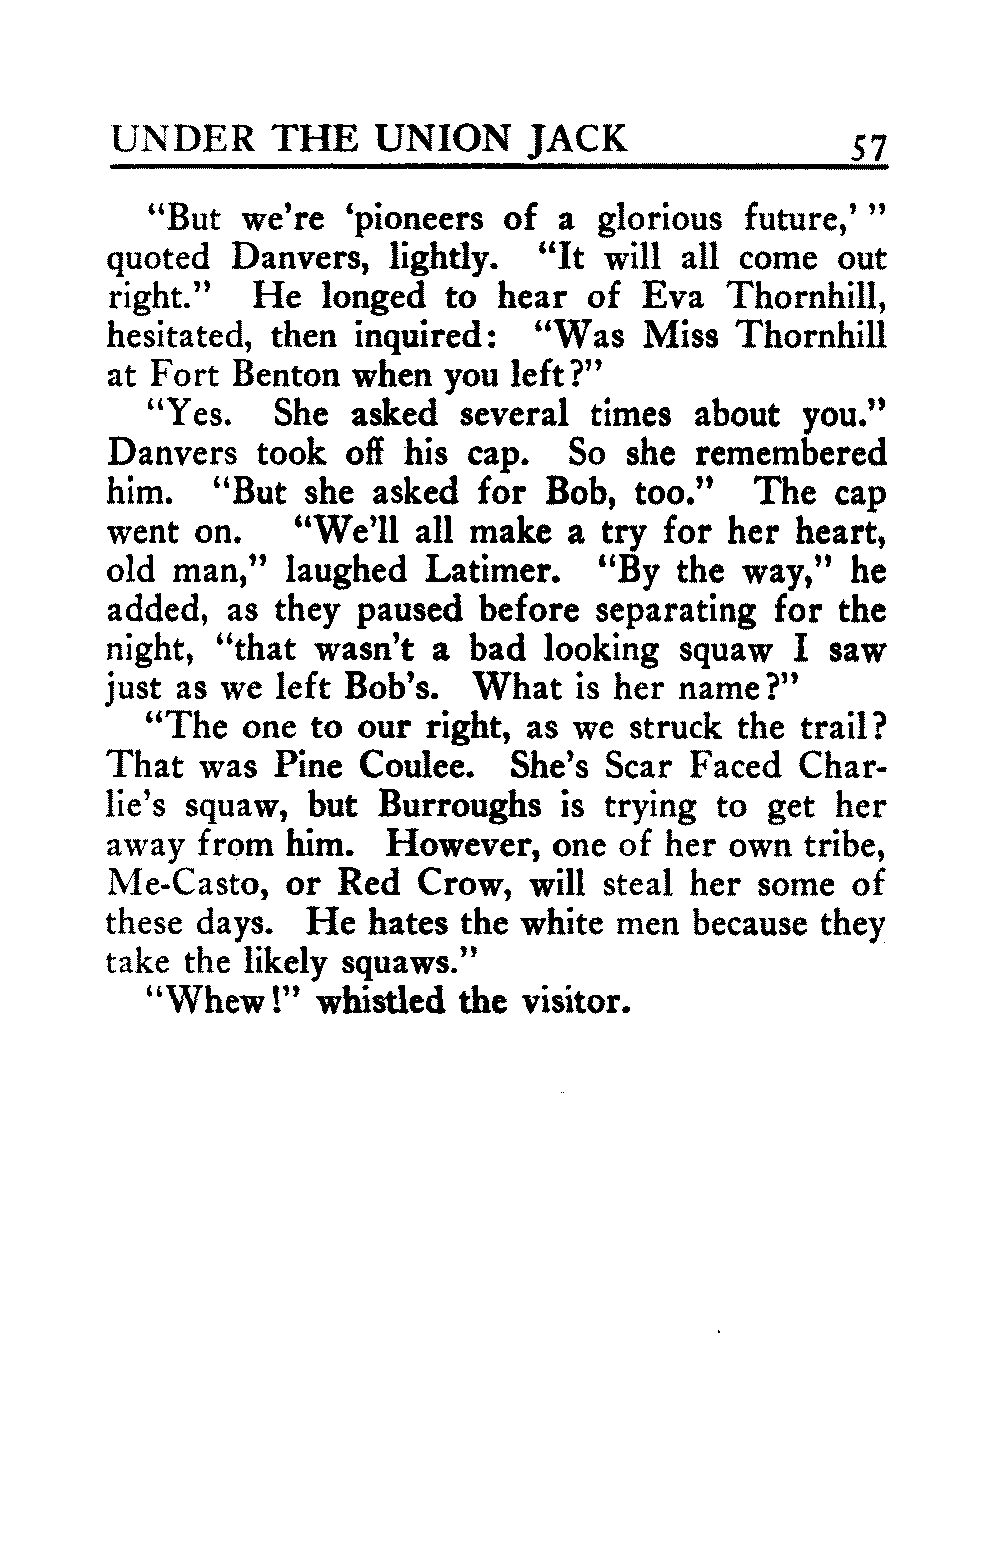 UNDER THE UNION JACK 57
“But we’re ‘pioneers of a glorious future,’ ”
quoted Danvers, lightly. “It will all come out
right.” He longed to hear of Eva Thornhill,
hesitated, then inquired: “Was Miss Thornhill
at Fort Benton when you left?”
“Yes. She asked several times about you.”
Danvers took off his cap. So she remembered
him. “But she asked for Bob, too.” The cap
went on. “We’ll all make a try for her heart,
old man,” laughed Latimer. “By the way,” he
added, as they paused before separating for the
night, “that wasn’t a bad looking squaw I saw
just as we left Bob’s. What is her name?”
“The one to our right, as we struck the trail?
That was Pine Coulee. She’s Scar Faced Char-
lie’s squaw, but Burroughs is trying to get her
away from him. However, one of her own tribe,
Me-Casto, or Red Crow, will steal her some of
these days. He hates the white men because they
take the likely squaws.”
“Whew!” whistled the visitor.